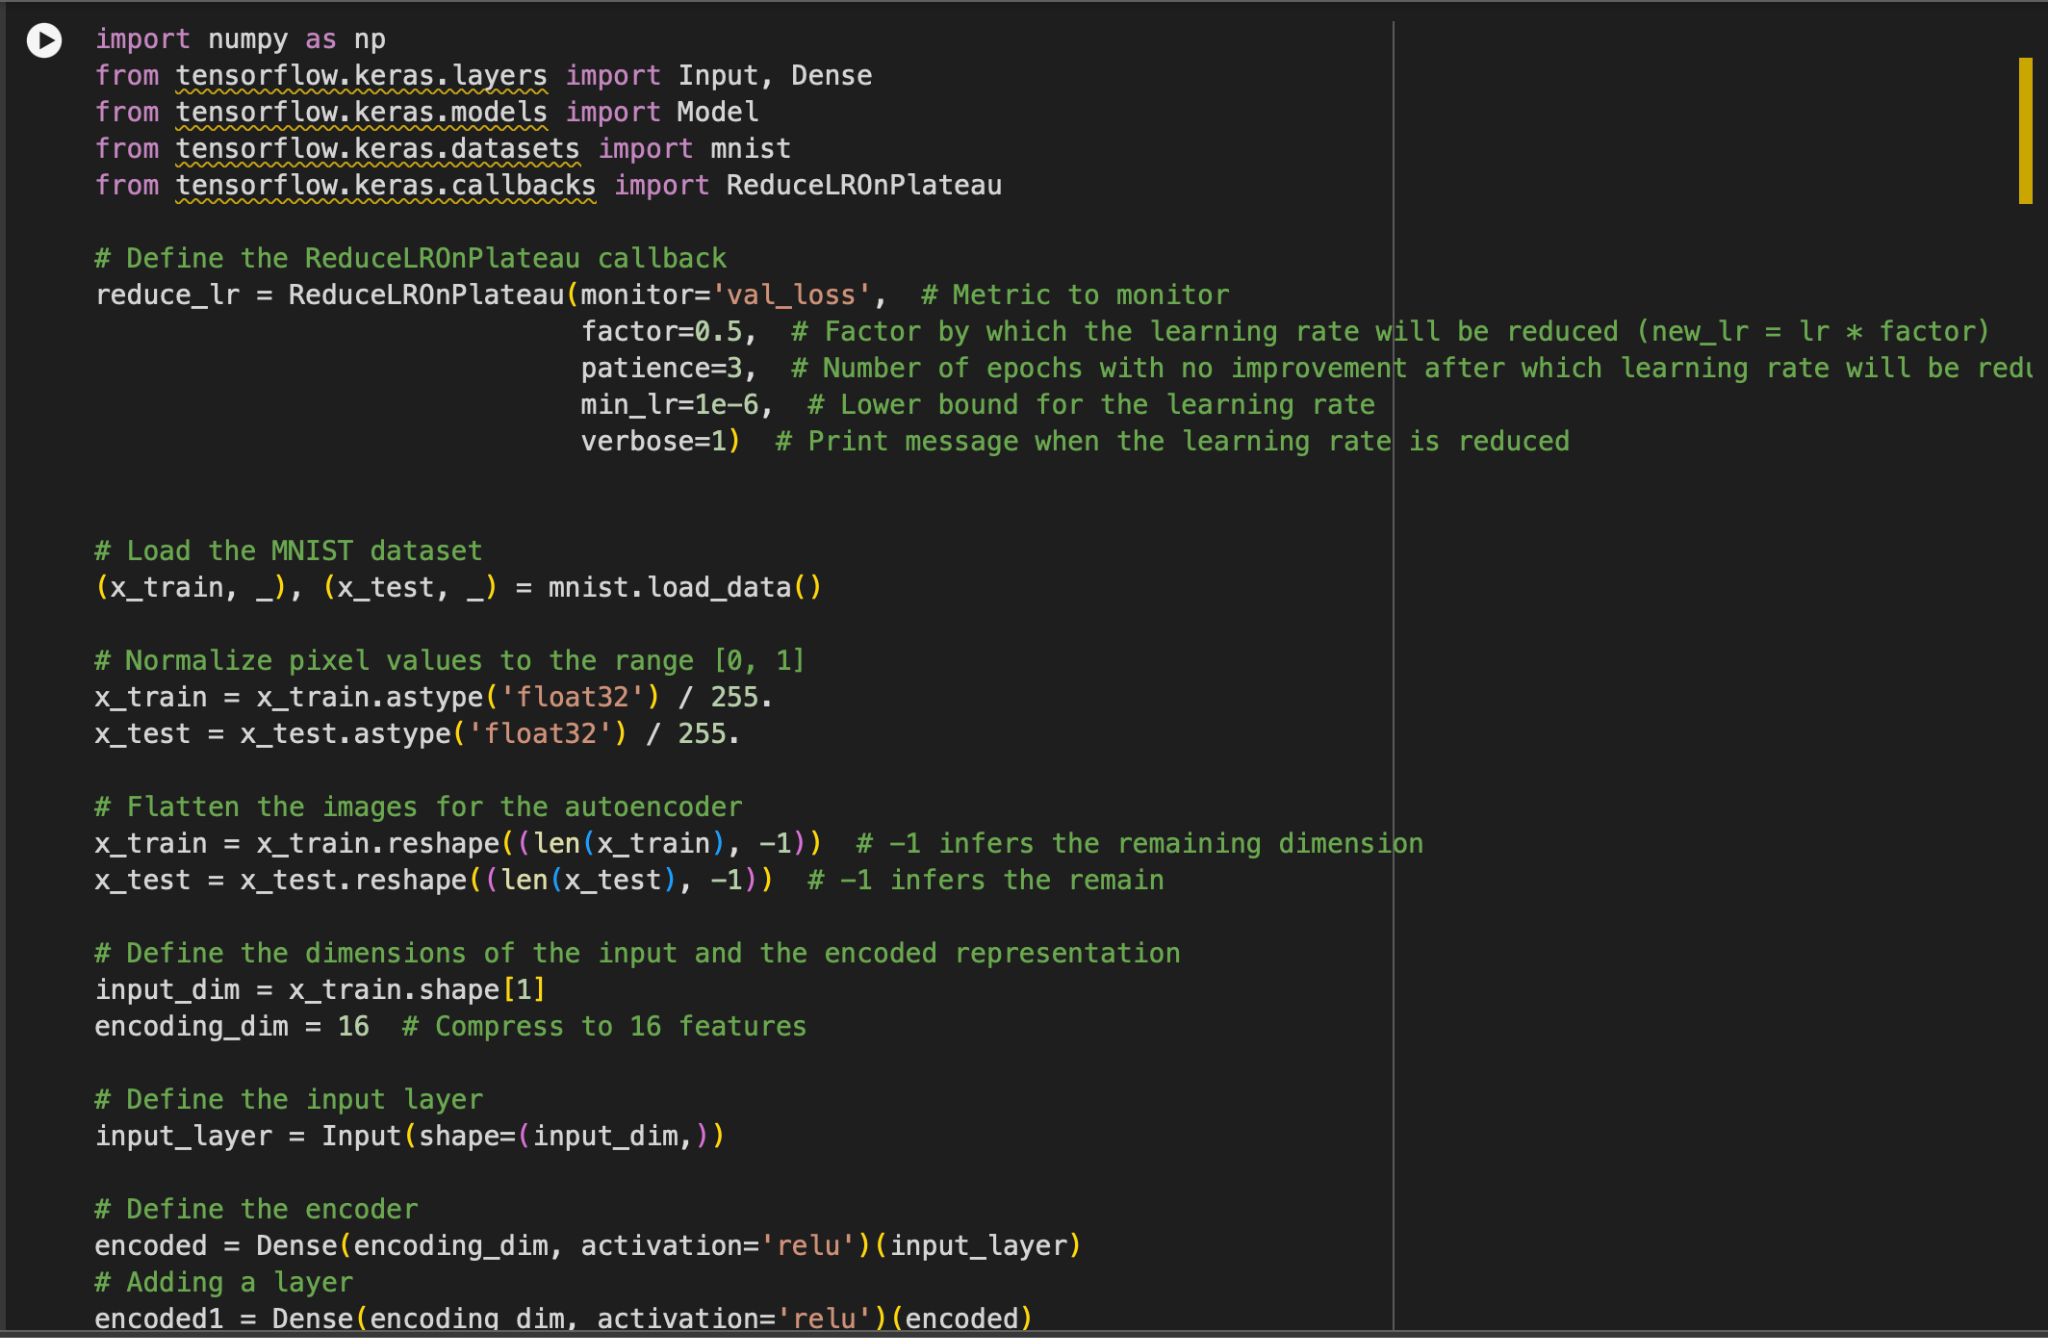 import numpy as np
from tensorflow.keras.layers import Input, Dense
from tensorflow.keras.models import Model
from tensorflow.keras.datasets import mnist
from tensorflow.keras.callbacks import ReduceLROnPlateau
# Define the ReduceLROnPlateau callback
reduce_lr = ReduceLROnPlateau(monitor='val_loss',  # Metric to monitor
factor=0.5,  # Factor by which the learning rate will be reduced (new_lr = lr * factor)
patience=3,  # Number of epochs with no improvement after which learning rate will be redu
min_lr=1e-6,  # Lower bound for the learning rate
verbose=1)  # Print message when the learning rate is reduced
# Load the MNIST dataset
(x_train, _), (x_test, _) = mnist.load_data()
# Normalize pixel values to the range [0, 1]
x_train = x_train.astype('float32') / 255.
x_test = x_test.astype('float32') / 255.
# Flatten the images for the autoencoder
x_train = x_train.reshape((len(x_train), -1))  # -1 infers the remaining dimension
x_test = x_test.reshape((len(x_test), -1))  # -1 infers the remain
# Define the dimensions of the input and the encoded representation
input_dim = x_train.shape[1]
encoding_dim = 16  # Compress to 16 features
# Define the input layer
input_layer = Input(shape=(input_dim,))
# Define the encoder
encoded = Dense(encoding_dim, activation='relu')(input_layer)
# Adding a layer
encoded1 = Dense(encoding_dim, activation='relu')(encoded)